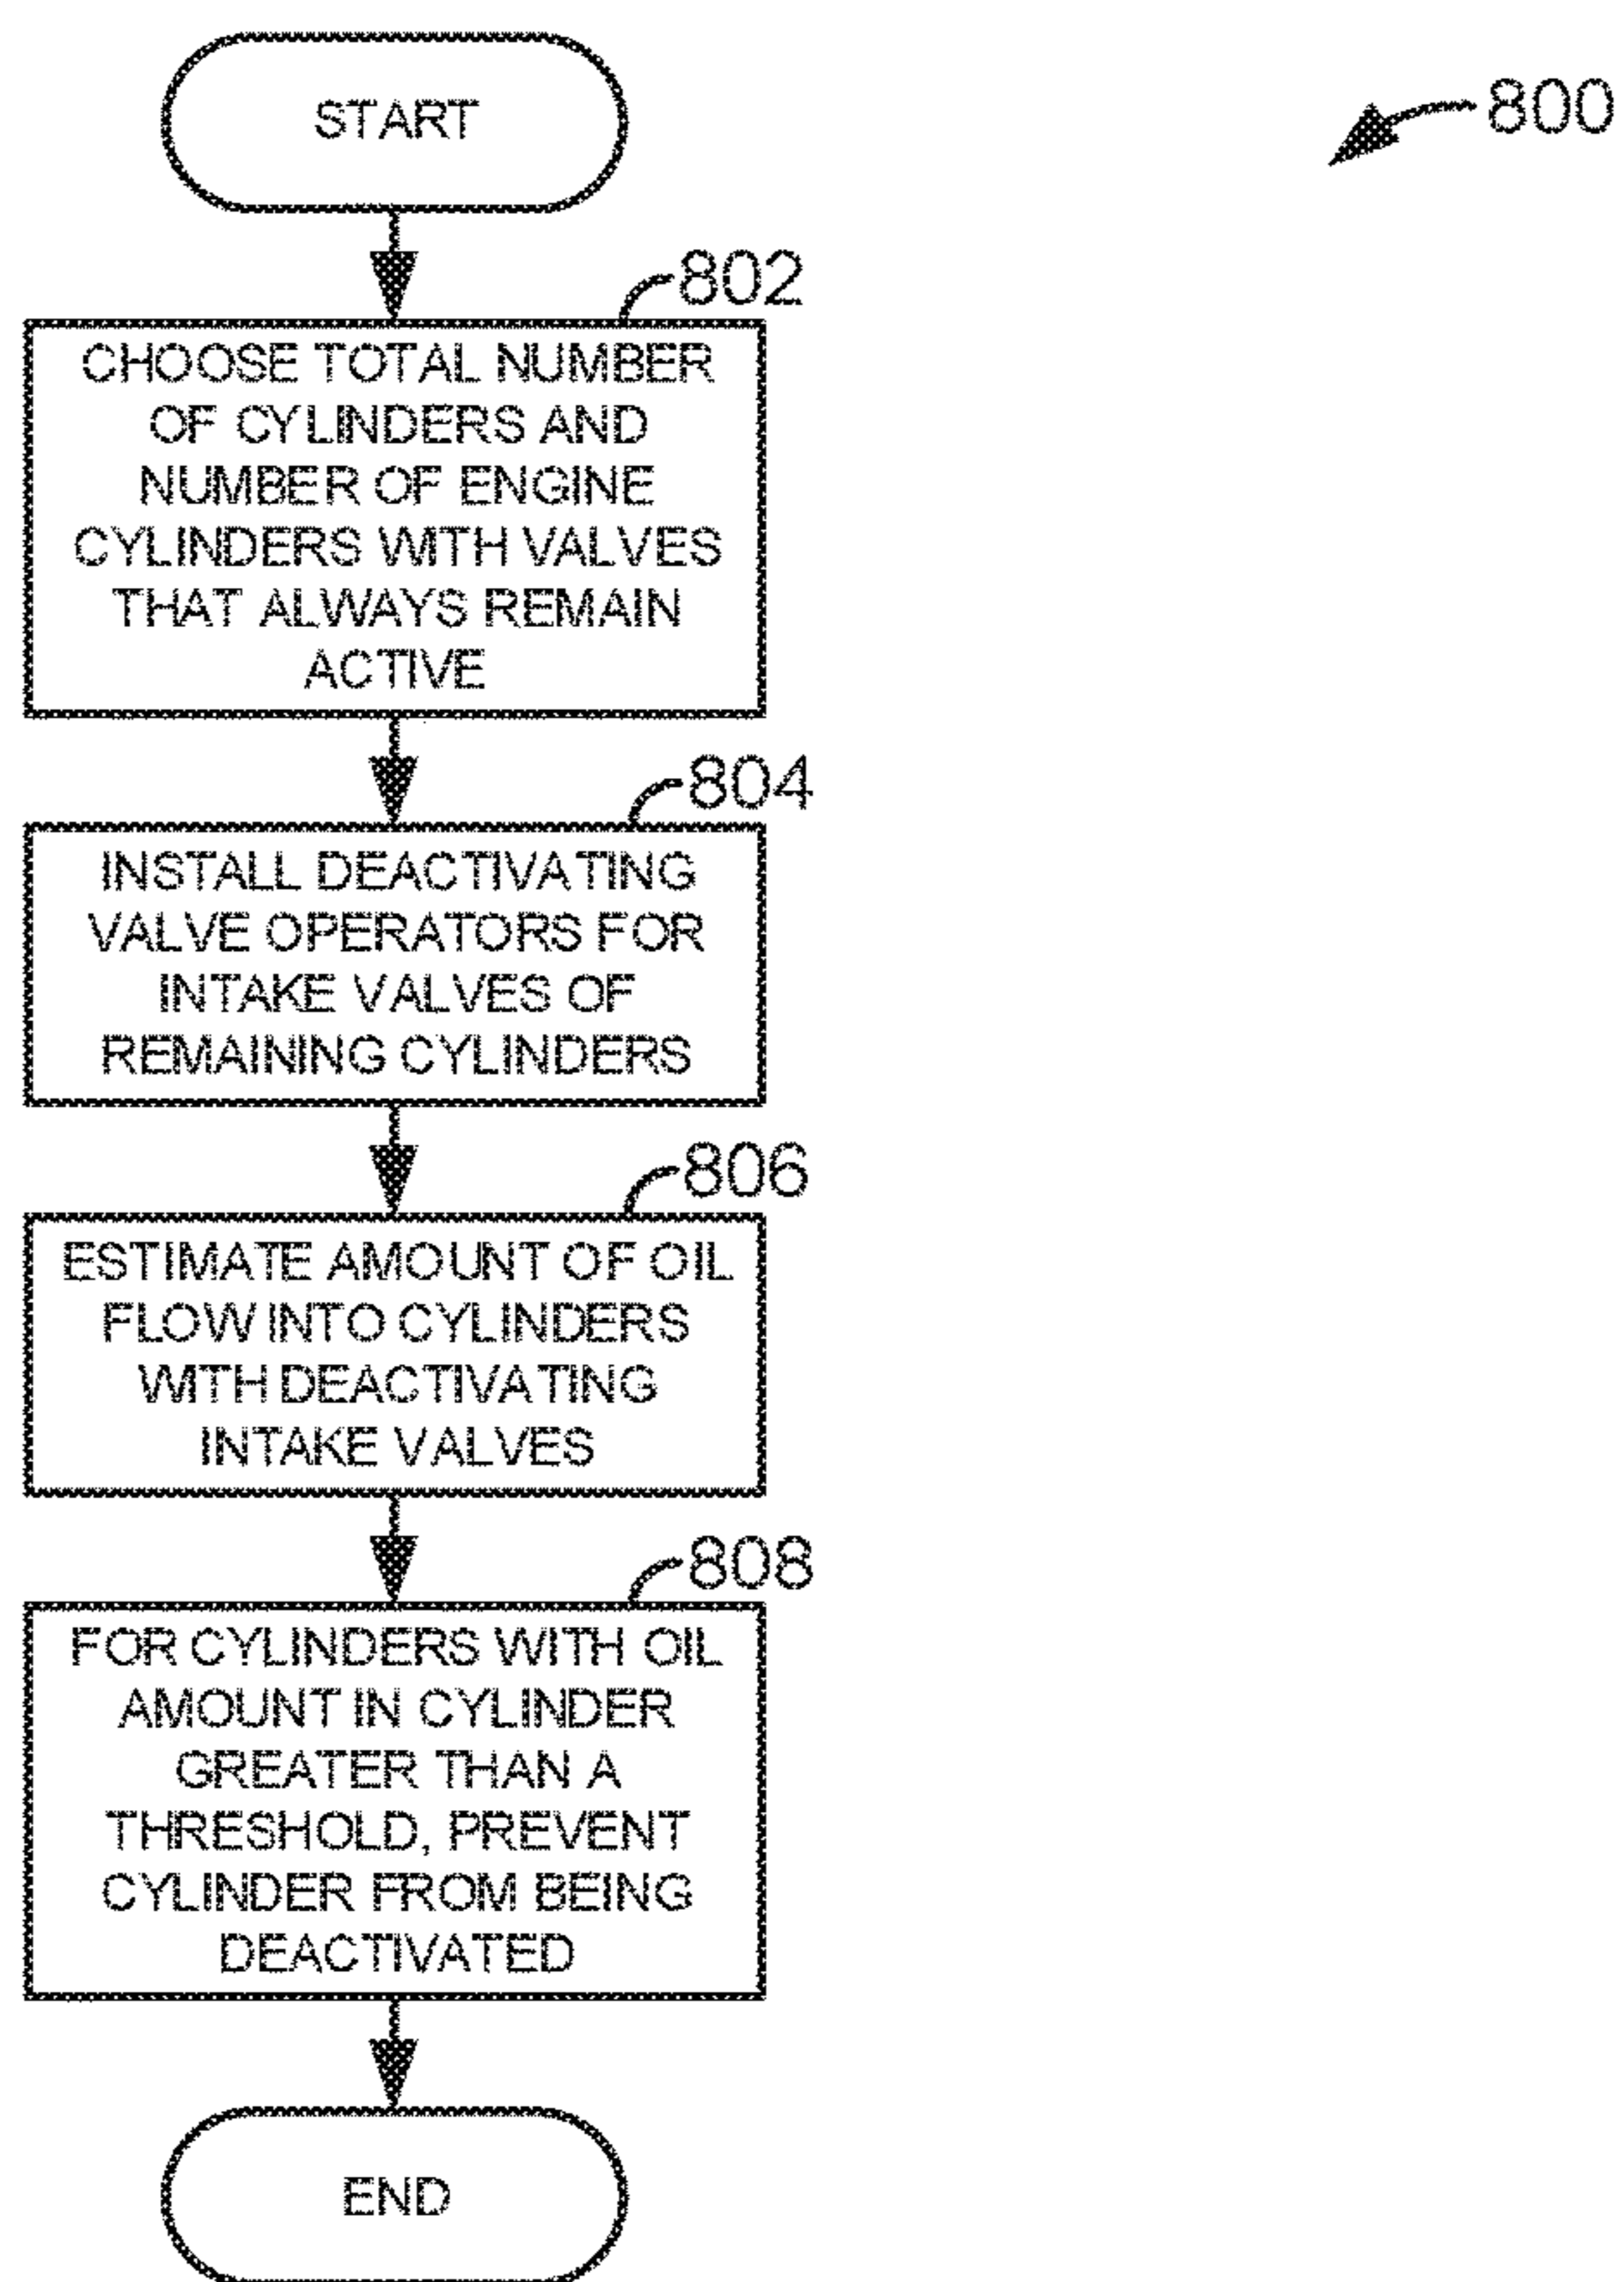 START
800
802
CHOOSE TOTAL NUMBER
OF CYLINDERS AND
NUMBER OF ENGINE
CYLINDERS WITH VALVES
THAT ALWAYS REMAIN
ACTIVE
804
INSTALL DEACTIVATING
VALVE OPERATORS FOR
INTAKE VALVES OF
REMAINING CYLINDERS
806
ESTIMATE AMOUNT OF OIL
FLOW INTO CYLINDERS
WITH DEACTIVATING
INTAKE VALVES
808
FOR CYLINDERS WITH OIL
AMOUNT IN CYLINDER
GREATER THAN A
THRESHOLD, PREVENT
CYLINDER FROM BEING
DEACTIVATED
END